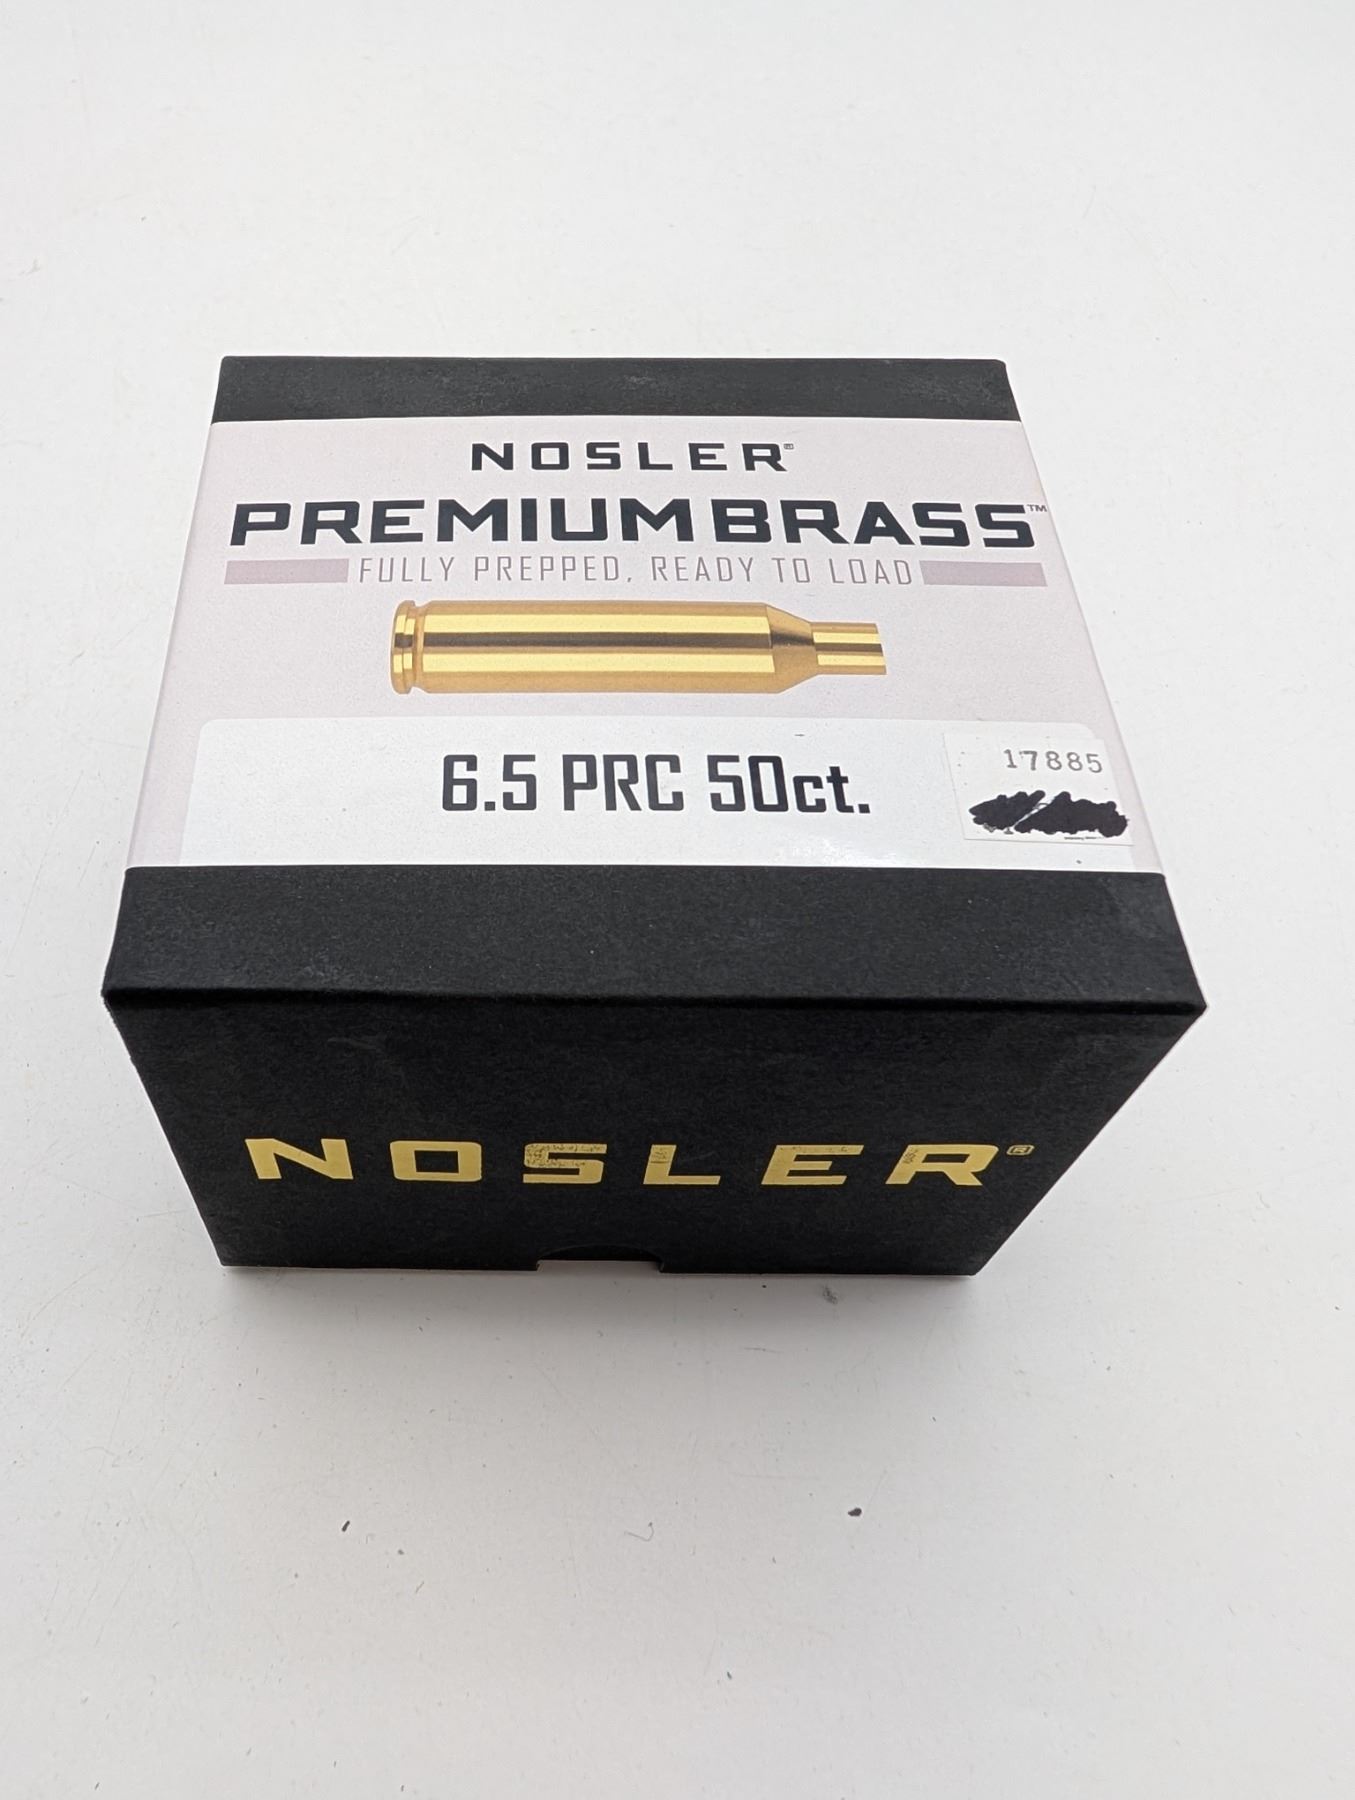 NOSLER®
PREMIUM BRASS™
FULLY PREPPED, READY TO LOAD
6.5 PRC 50ct.
17885
NOSLER®